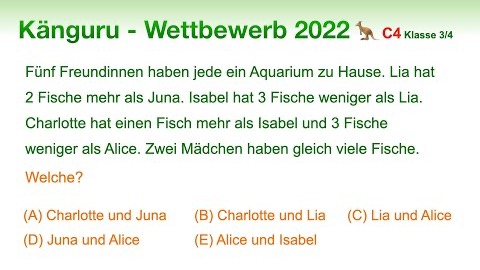 Känguru - Wettbewerb 2022 🦘 C4 Klasse 3/4
Fünf Freundinnen haben jede ein Aquarium zu Hause. Lia hat
2 Fische mehr als Juna. Isabel hat 3 Fische weniger als Lia.
Charlotte hat einen Fisch mehr als Isabel und 3 Fische
weniger als Alice. Zwei Mädchen haben gleich viele Fische.
Welche?
(A) Charlotte und Juna (B) Charlotte und Lia (C) Lia und Alice
(D) Juna und Alice (E) Alice und Isabel